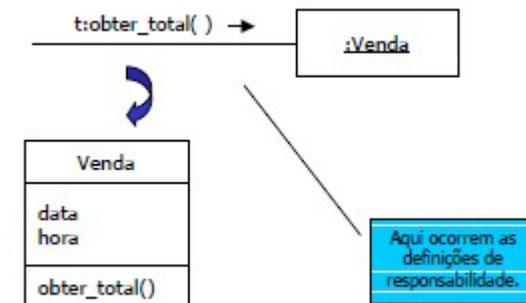 t:obter_total( )
:Venda
Venda
data
hora
obter_total()
Aqui ocorrem as
definições de
responsabilidade.